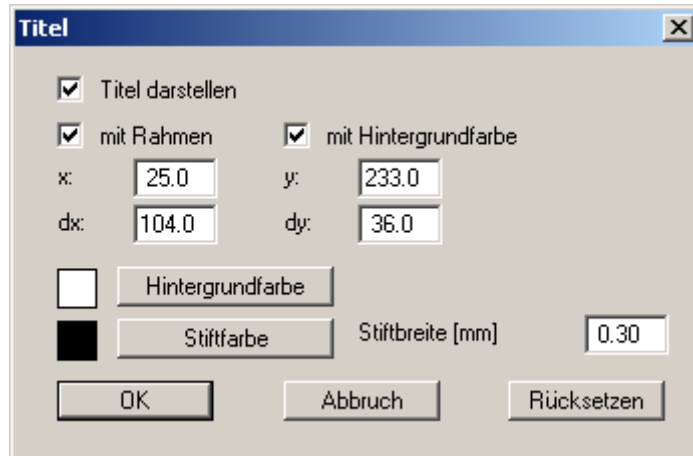 Titel
Titel darstellen
mit Rahmen mit Hintergrundfarbe
x: 25.0 y: 233.0
dx: 104.0 dy: 36.0
Hintergrundfarbe
Stiftfarbe Stiftbreite [mm] 0.30
OK Abbruch Rücksetzen